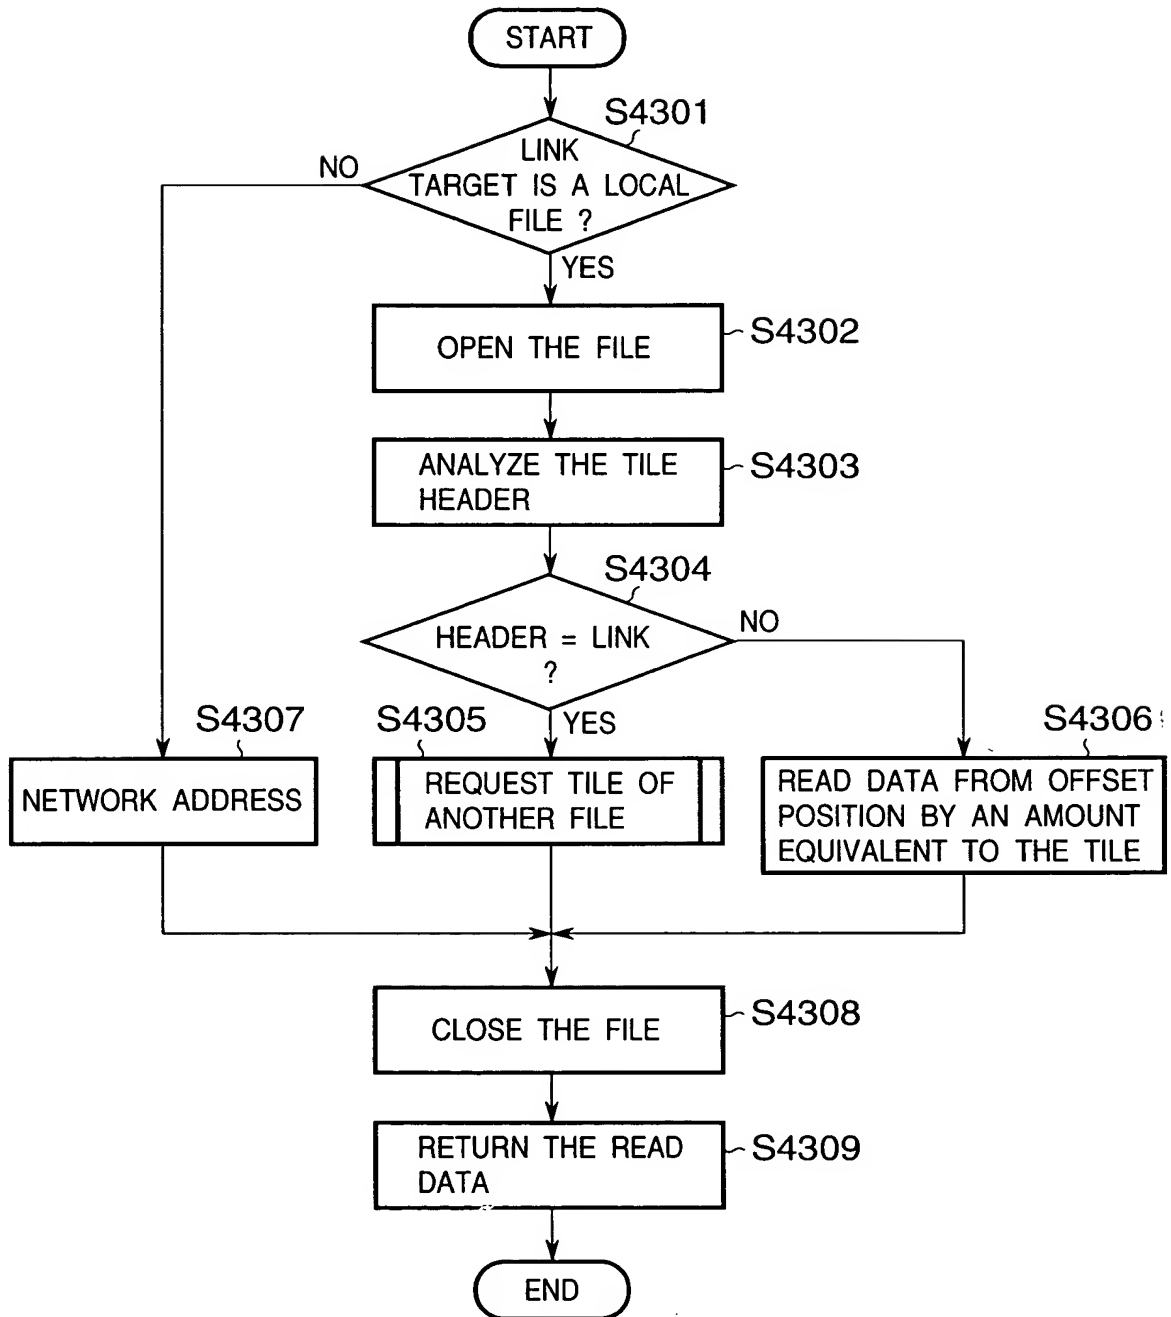 START
S4301
LINK
TARGET IS A LOCAL
FILE ?
NO
YES
OPEN THE FILE
S4302
ANALYZE THE TILE
HEADER
S4303
S4304
HEADER = LINK
?
NO
YES
S4307
NETWORK ADDRESS
S4305
REQUEST TILE OF
ANOTHER FILE
S4306
READ DATA FROM OFFSET
POSITION BY AN AMOUNT
EQUIVALENT TO THE TILE
CLOSE THE FILE
S4308
RETURN THE READ
DATA
S4309
END